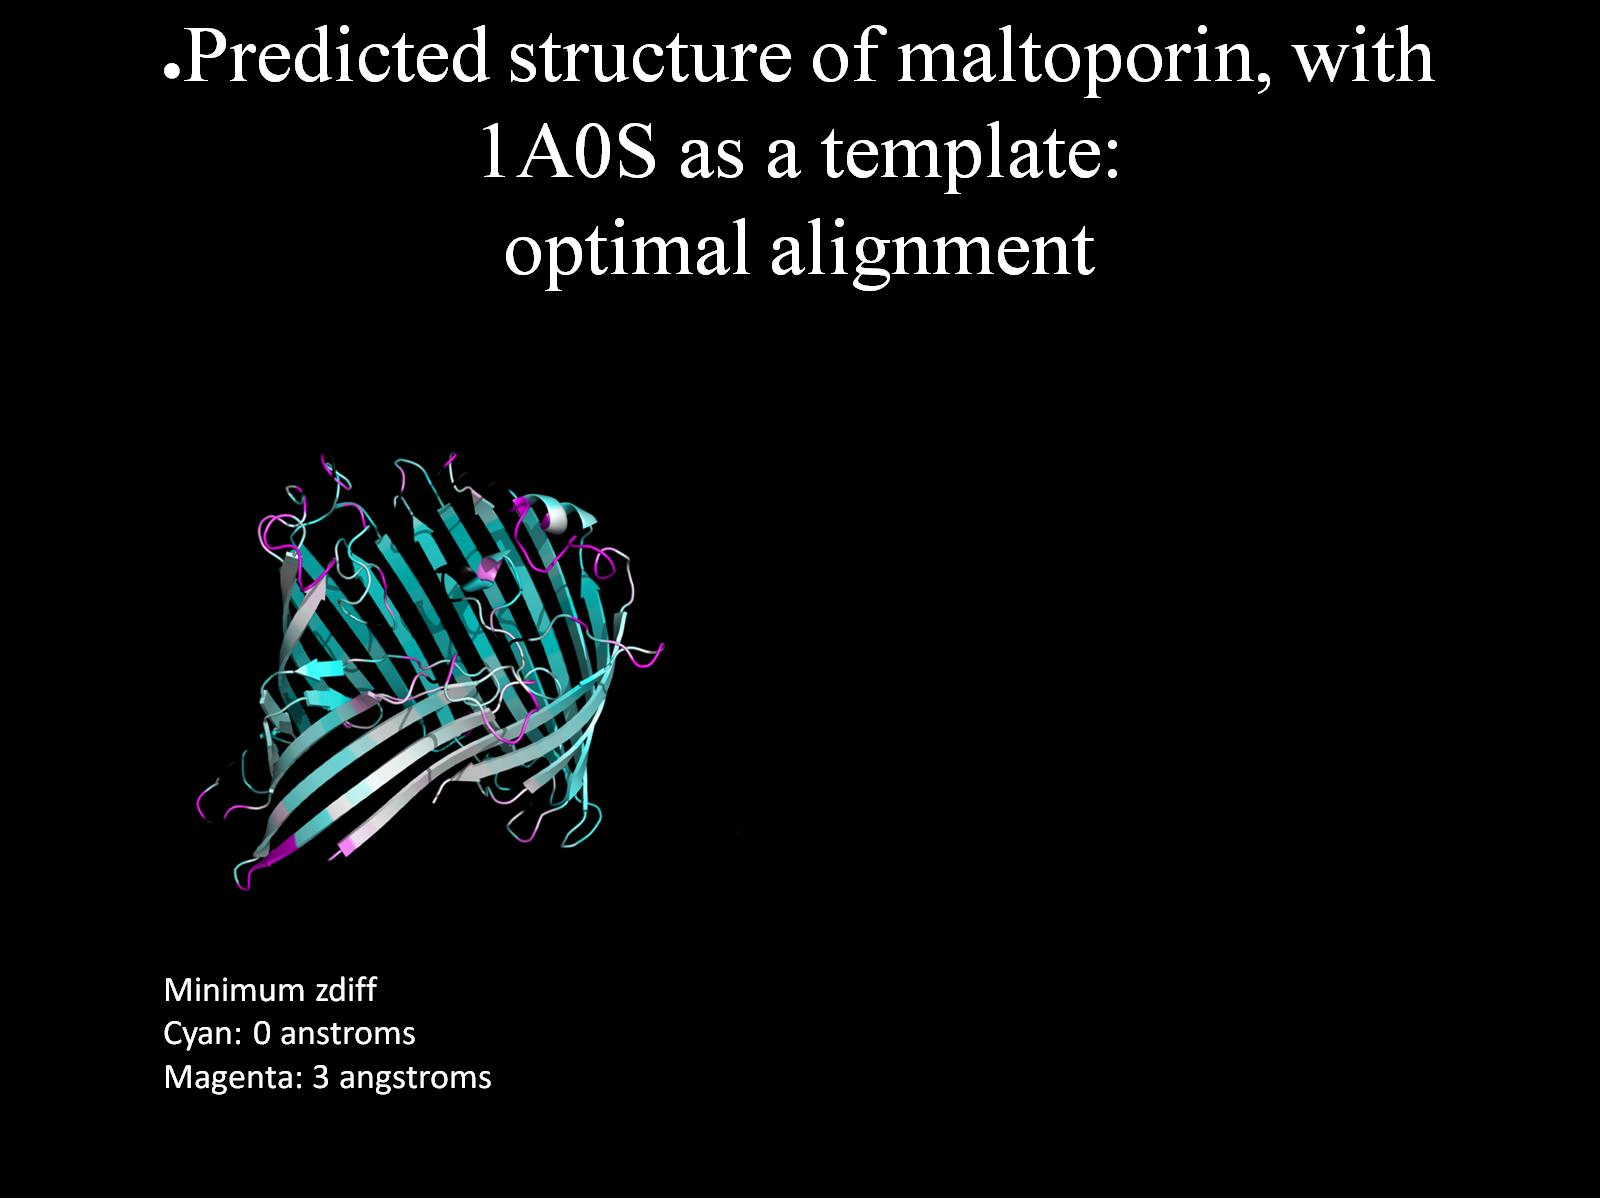 •Predicted structure of maltoporin, with
1A0S as a template:
optimal alignment
Minimum zdiff
Cyan: 0 anstroms
Magenta: 3 angstroms